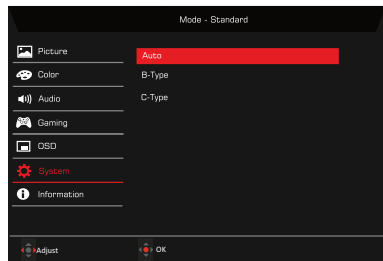 Mode - Standard
Picture
Auto
Color
B-Type
Audio
C-Type
Gaming
OSD
System
Information
Adjust
OK